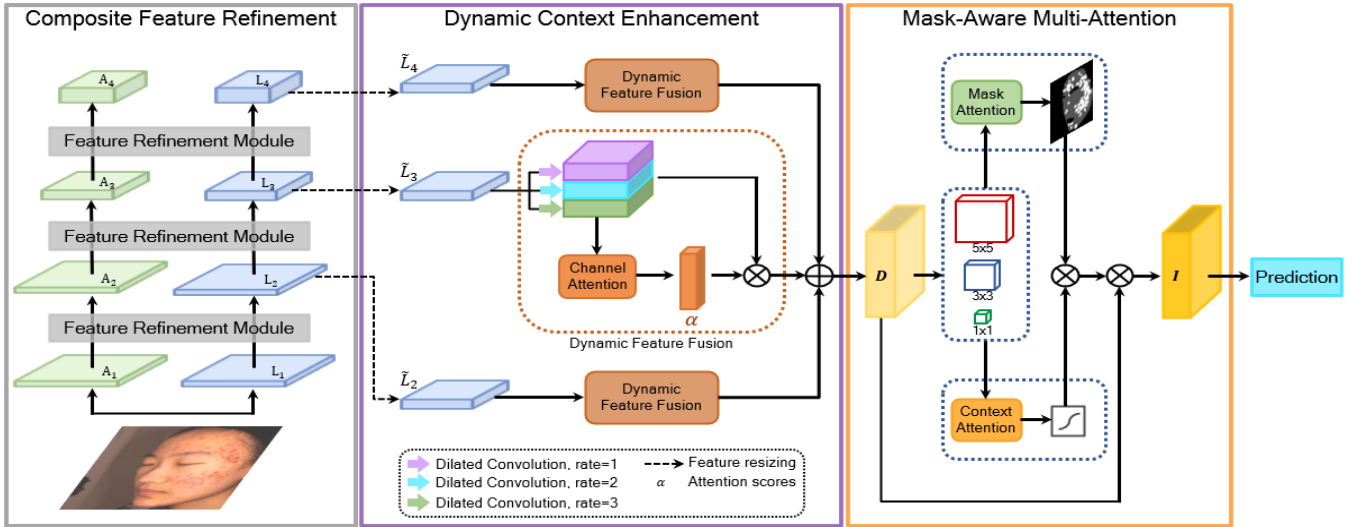 Composite Feature Refinement
A₄
L₄
Feature Refinement Module
A₃
L₃
Feature Refinement Module
A₂
L₂
Feature Refinement Module
A₁
L₁
Dynamic Context Enhancement
L̃₄
Dynamic
Feature Fusion
L̃₃
Channel
Attention
α
Dynamic Feature Fusion
L̃₂
Dynamic
Feature Fusion
Dilated Convolution, rate=1
Dilated Convolution, rate=2
Dilated Convolution, rate=3
Feature resizing
α Attention scores
Mask-Aware Multi-Attention
Mask
Attention
D
5x5
3x3
1x1
Context
Attention
I
Prediction